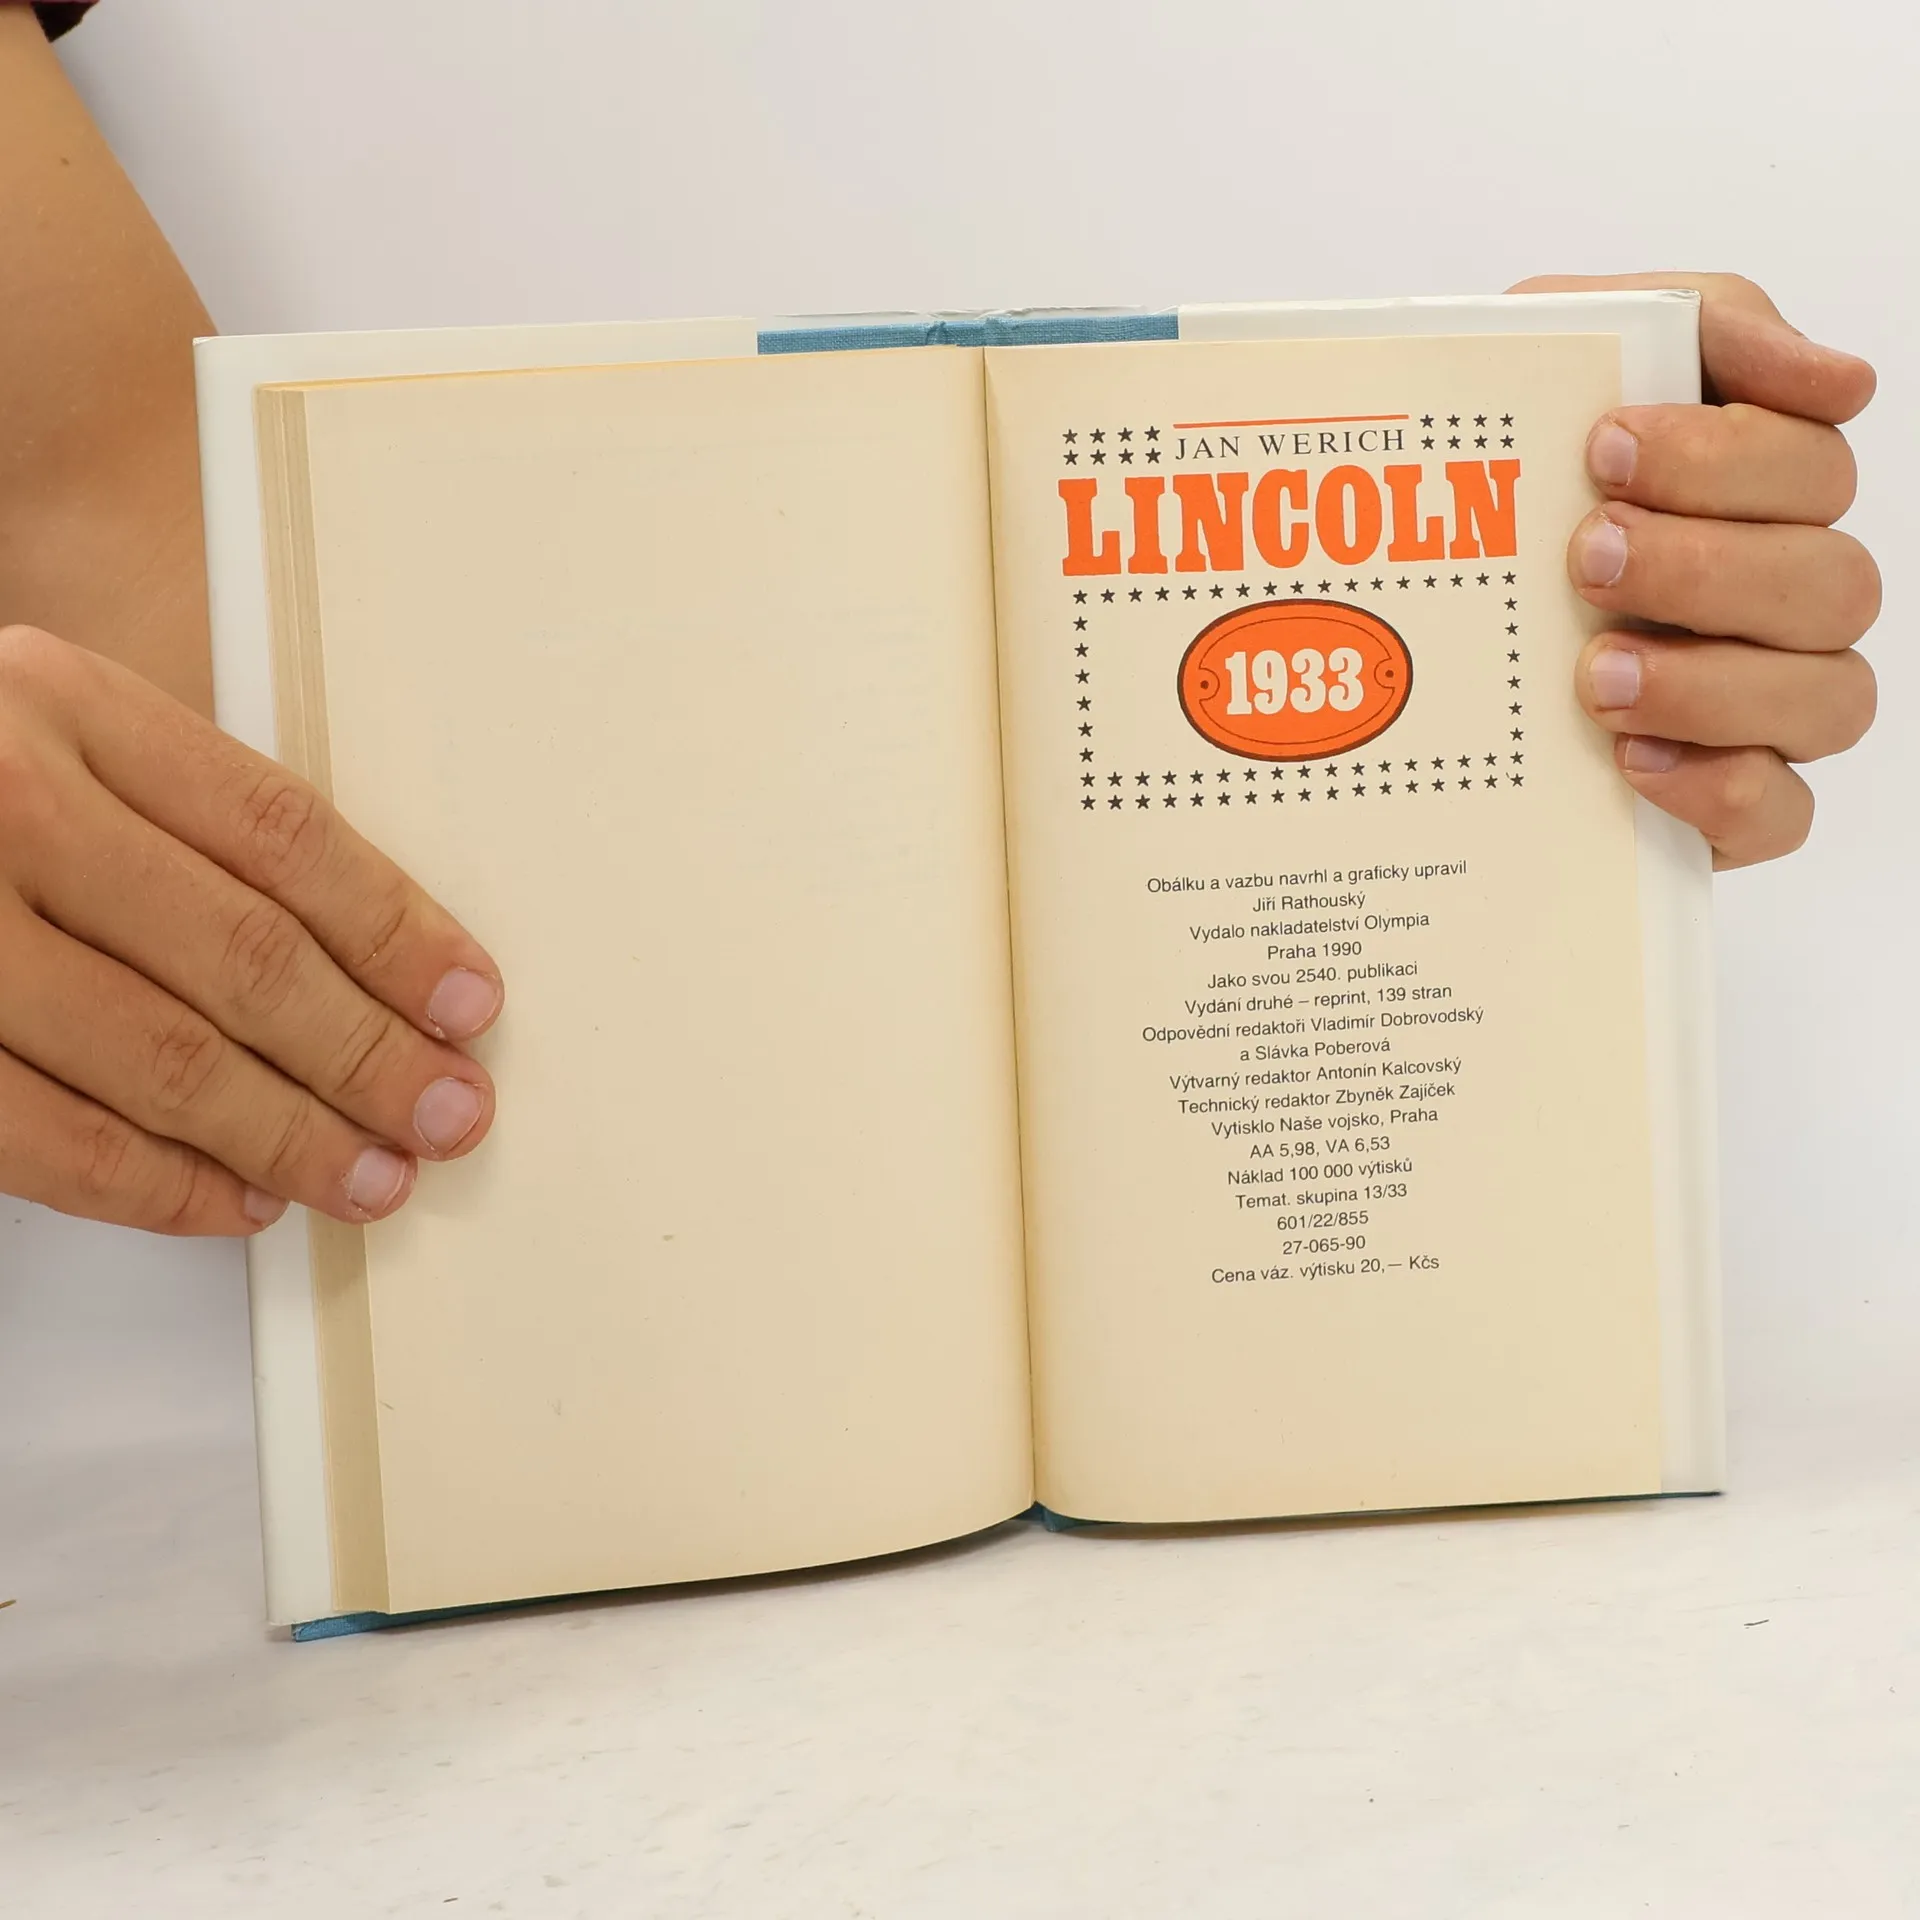 JAN WERICH
LINCOLN
1933
Obálku a vazbu navrhl a graficky upravil
Jiří Rathouský
Vydalo nakladatelství Olympia
Praha 1990
Jako svou 2540. publikaci
Vydání druhé – reprint, 139 stran
Odpovědní redaktoři Vladimír Dobrovodský
a Slávka Poberová
Výtvarný redaktor Antonín Kalcovský
Technický redaktor Zbyněk Zajíček
Vytisklo Naše vojsko, Praha
AA 5,98, VA 6,53
Náklad 100 000 výtisků
Temat. skupina 13/33
601/22/855
27-065-90
Cena váz. výtisku 20,— Kčs